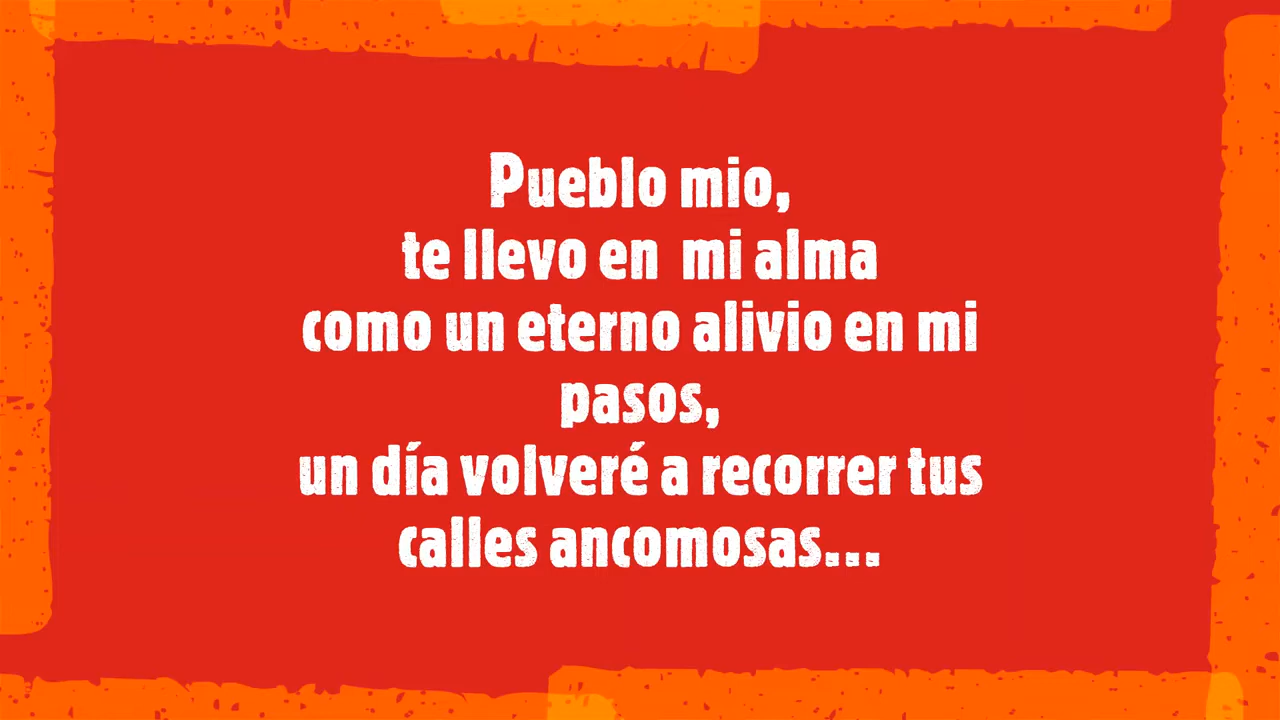 Pueblo mio,
te llevo en mi alma
como un eterno alivio en mi
pasos,
un día volveré a recorrer tus
calles ancomosas...